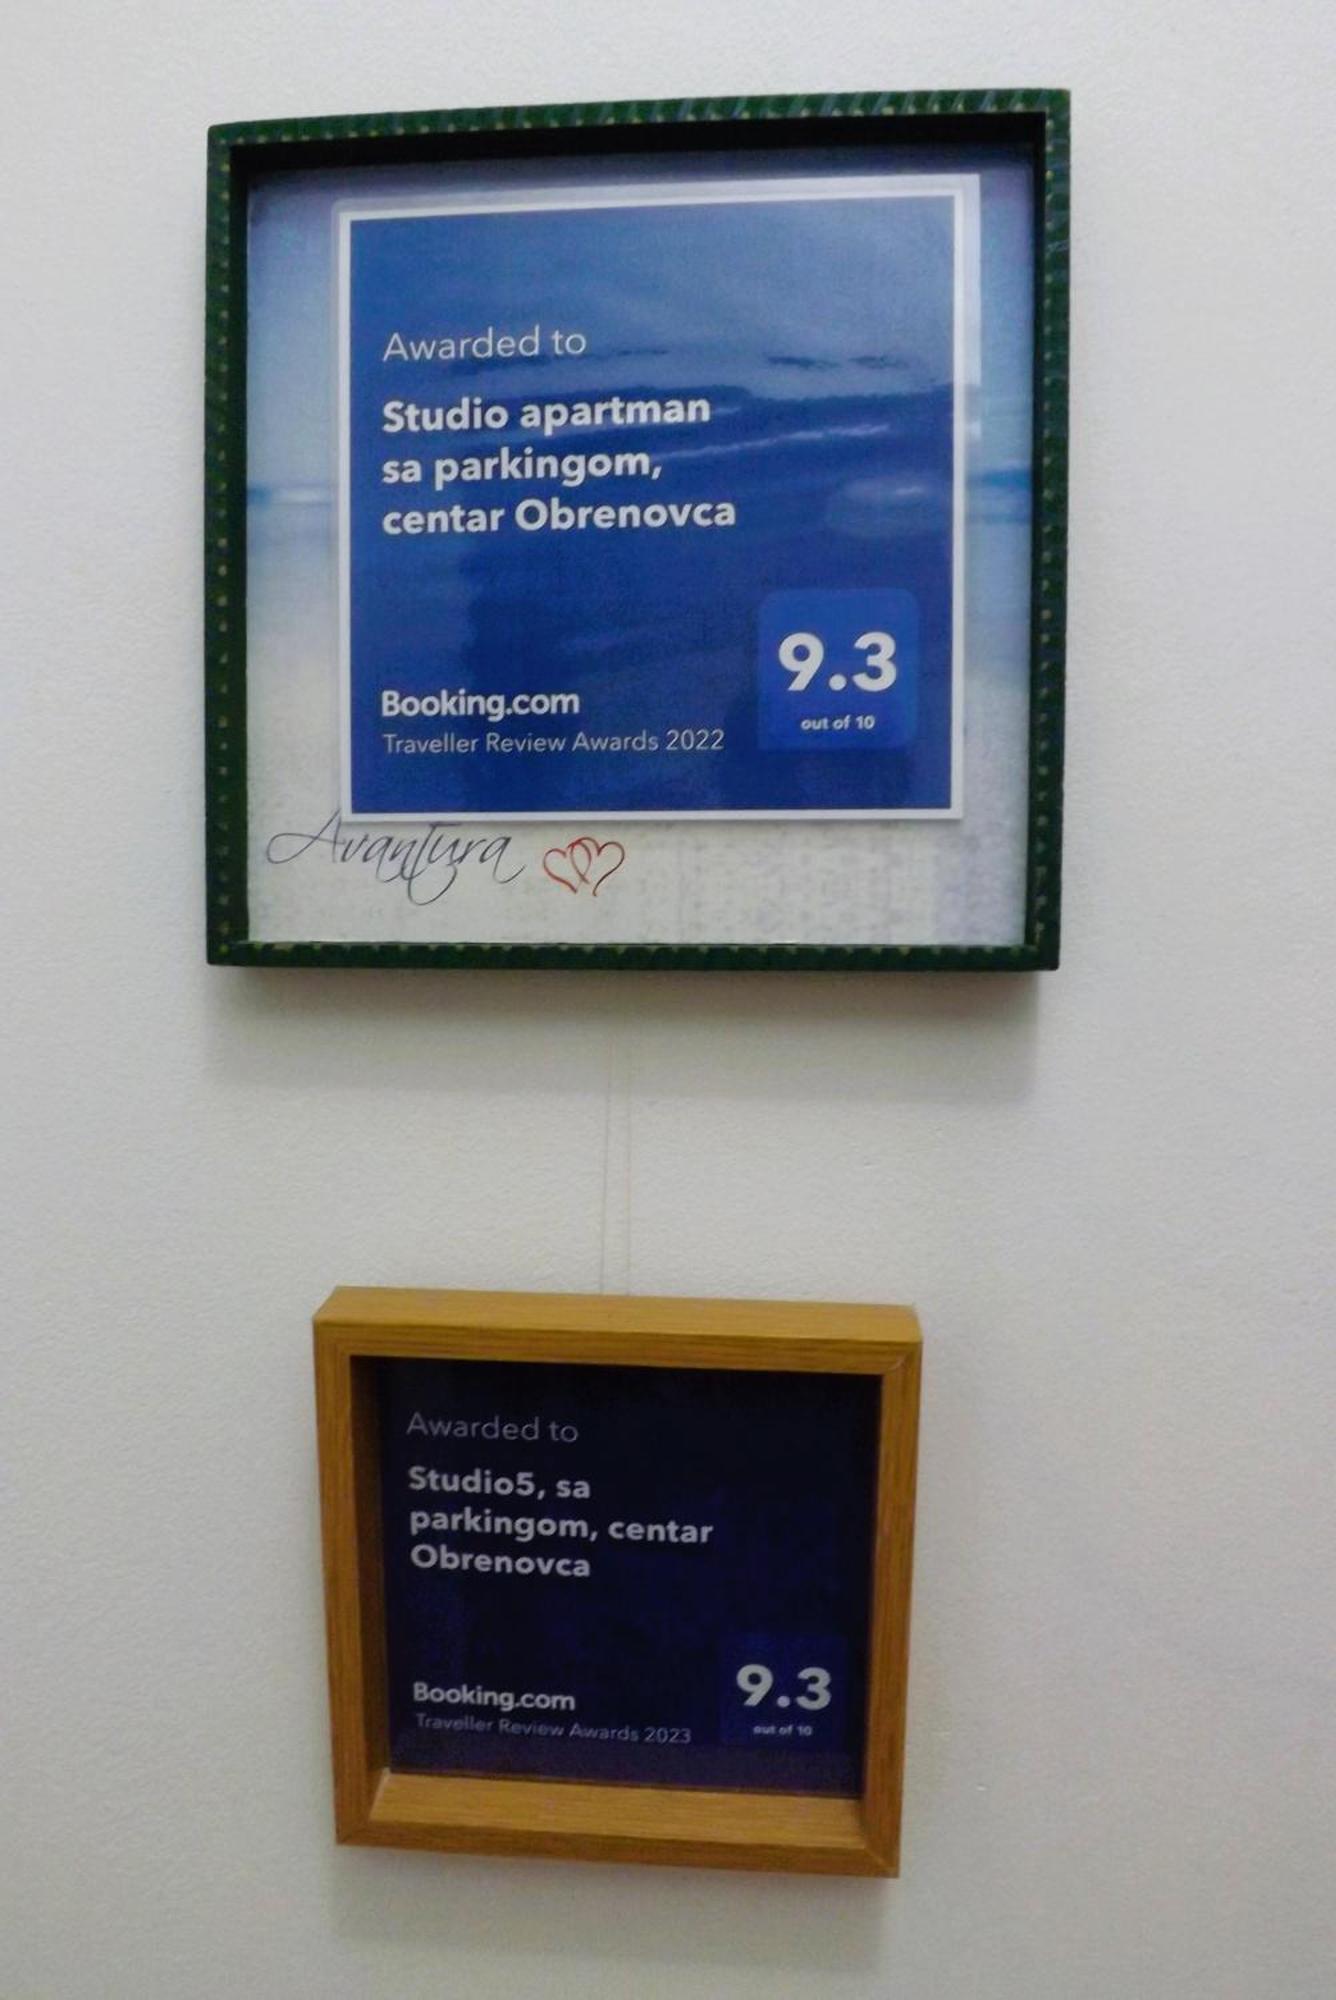 Awarded to
Studio apartman
sa parkingom,
centar Obrenovca
9.3
out of 10
Booking.com
Traveller Review Awards 2022
Avantura
Awarded to
Studio5, sa
parkingom, centar
Obrenovca
9.3
out of 10
Booking.com
Traveller Review Awards 2023